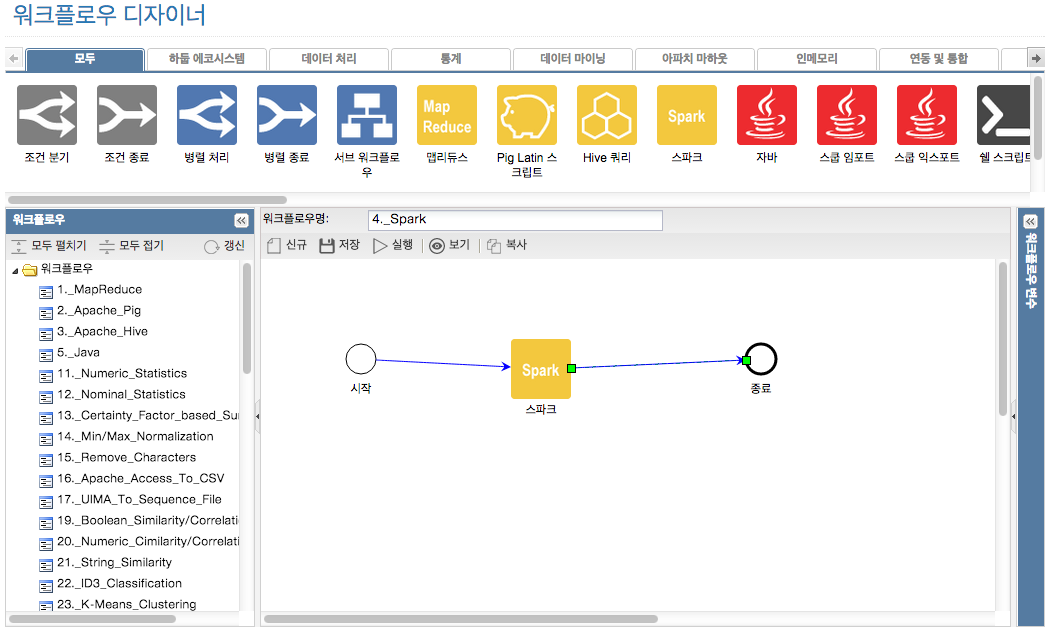 워크플로우 디자이너
모두
하둡 에코시스템
데이터 처리
통계
데이터 마이닝
아파치 마하웃
인메모리
연동 및 통합
Map
Reduce
Spark
조건 분기
조건 종료
병렬 처리
병렬 종료
서브 워크플로
우
맵리듀스
Pig Latin 스
크립트
Hive 쿼리
스파크
자바
스쿱 임포트
스쿱 익스포트
쉘 스크립트
워크플로우
모두 펼치기
모두 접기
갱신
워크플로우
1._MapReduce
2._Apache_Pig
3._Apache_Hive
5._Java
11._Numeric_Statistics
12._Nominal_Statistics
13._Certainty_Factor_based_Su
14._Min/Max_Normalization
15._Remove_Characters
16._Apache_Access_To_CSV
17._UIMA_To_Sequence_File
19._Boolean_Similarity/Correlati
20._Numeric_Cimilarity/Correlati
21._String_Similarity
22._ID3_Classification
23._K-Means_Clustering
워크플로우명:
4._Spark
신규
저장
실행
보기
복사
시작
Spark
스파크
종료
워크플로우 변수